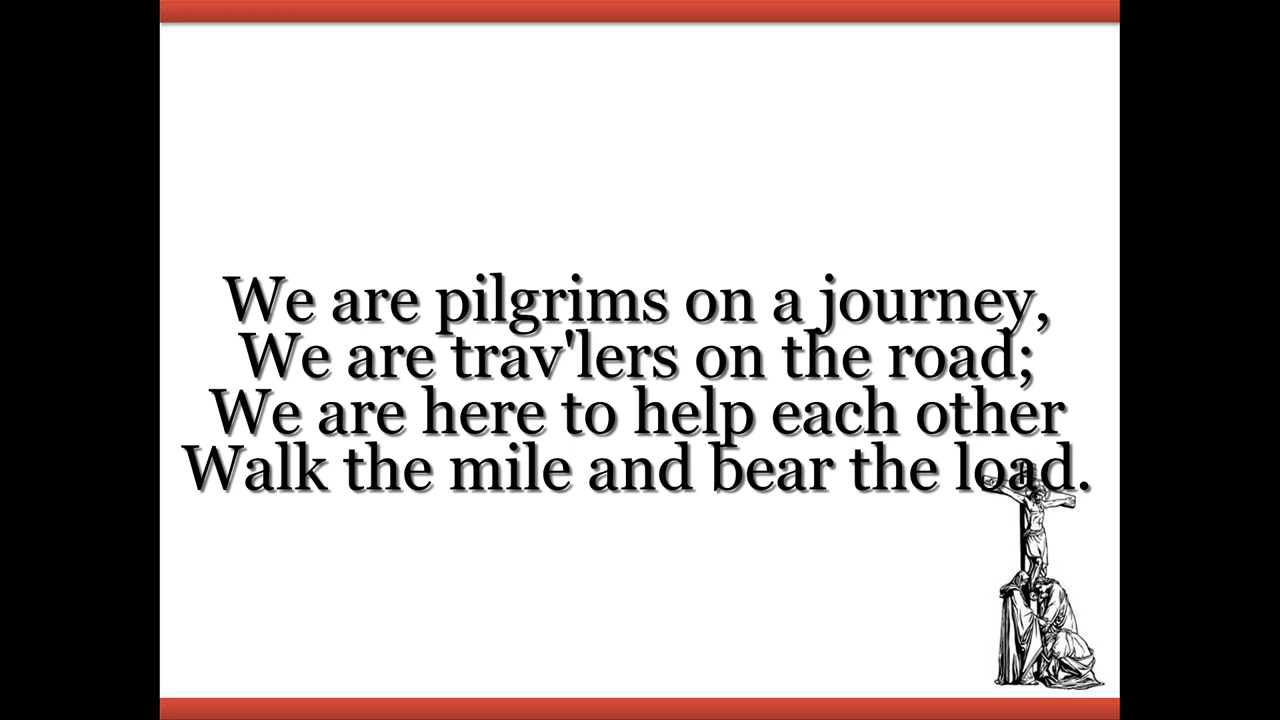 We are pilgrims on a journey,
We are trav'lers on the road;
We are here to help each other
Walk the mile and bear the load.